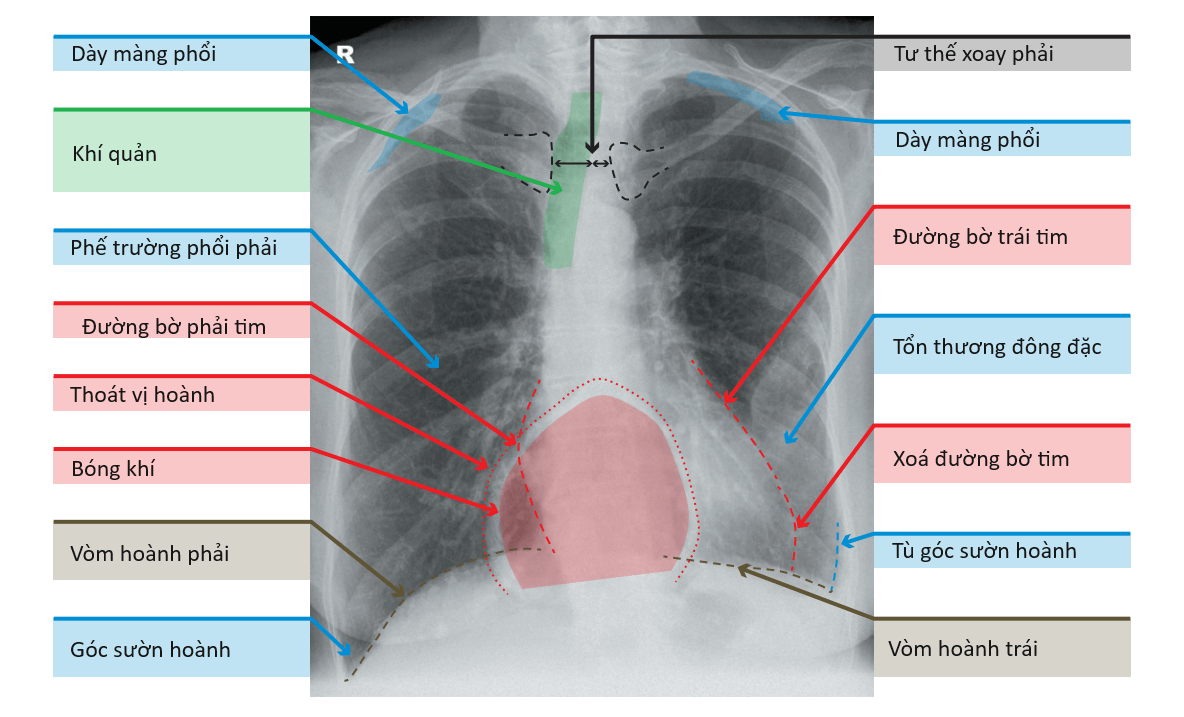 Dày màng phổi
Khí quản
Phế trường phổi phải
Đường bờ phải tim
Thoát vị hoành
Bóng khí
Vòm hoành phải
Góc sườn hoành
R
Tư thế xoay phải
Dày màng phổi
Đường bờ trái tim
Tổn thương đông đặc
Xoá đường bờ tim
Tù góc sườn hoành
Vòm hoành trái